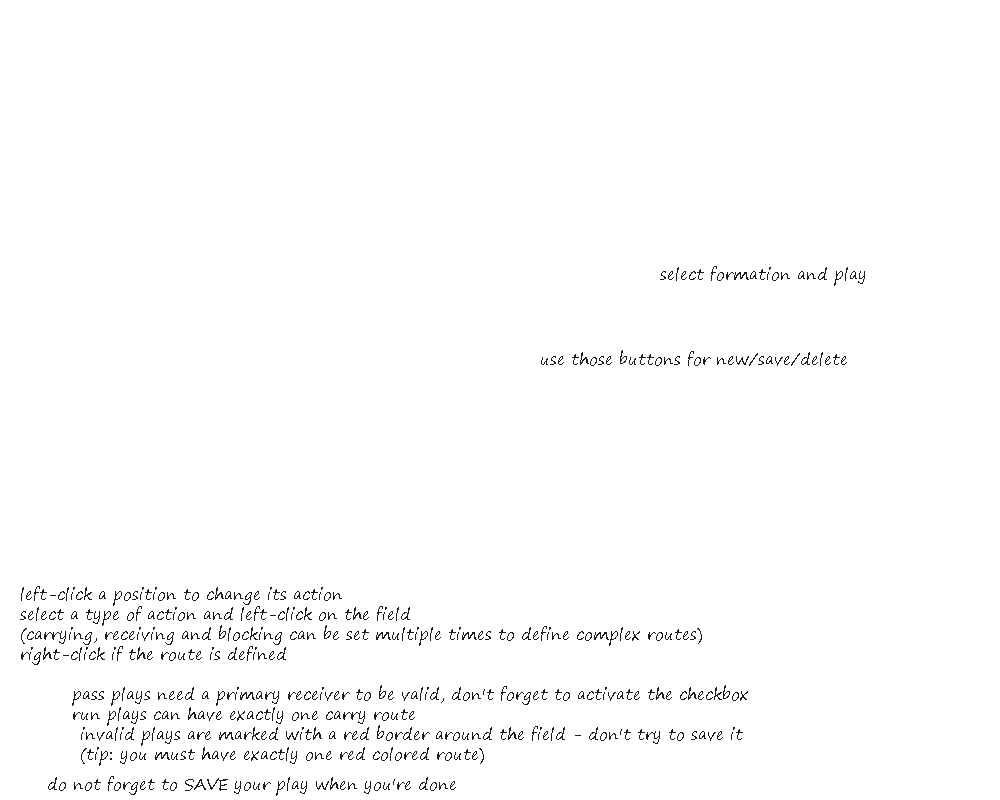 select formation and play
use those buttons for new/save/delete
left-click a position to change its action
select a type of action and left-click on the field
(carrying, receiving and blocking can be set multiple times to define complex routes)
right-click if the route is defined
pass plays need a primary receiver to be valid, don't forget to activate the checkbox
run plays can have exactly one carry route
invalid plays are marked with a red border around the field - don't try to save it
(tip: you must have exactly one red colored route)
do not forget to SAVE your play when you're done